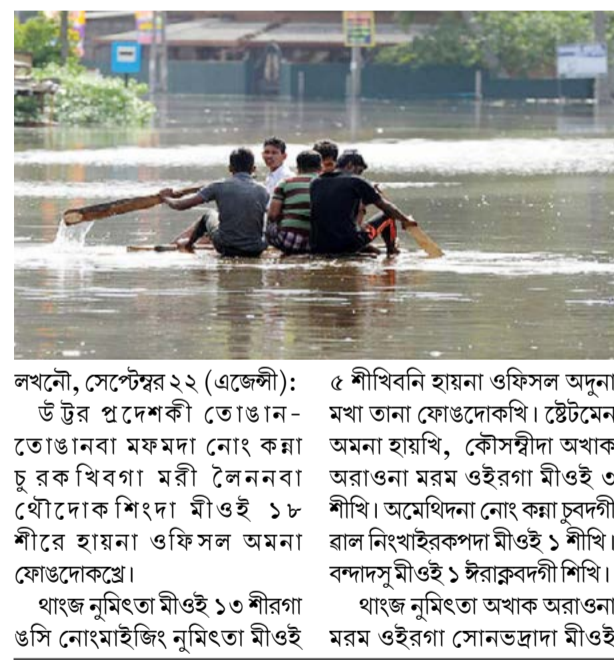 লখনৌ, সেপ্টেম্বর ২২ (এজেন্সী):
উট্টর প্রদেশকী তোঙান-
তোঙানবা মফমদা নোং কন্না
চুরকখিবগা মরী লৈননবা
থৌদোকশিংদা মীওই ১৮
শীরে হায়না ওফিসল অমনা
ফোঙদোকখ্রে।
থাংজ নুমিৎতা মীওই ১৩ শীরগা
ঙসি নোংমাইজিং নুমিৎতা মীওই
৫ শীখিবনি হায়না ওফিসল অদুনা
মখা তানা ফোঙদোকখি। ষ্টেটমেন
অমনা হায়খি, কৌসম্বীদা অখাক
অরাওনা মরম ওইরগা মীওই ৩
শীখি। অমেথিদনা নোং কন্না চুবদগী
ৱাল নিংখাইরকপদা মীওই ১ শীখি।
বন্দাদসু মীওই ১ ঈরাক্নবদগী শিখি।
থাংজ নুমিৎতা অখাক অরাওনা
মরম ওইরগা সোনভদ্রাদা মীওই